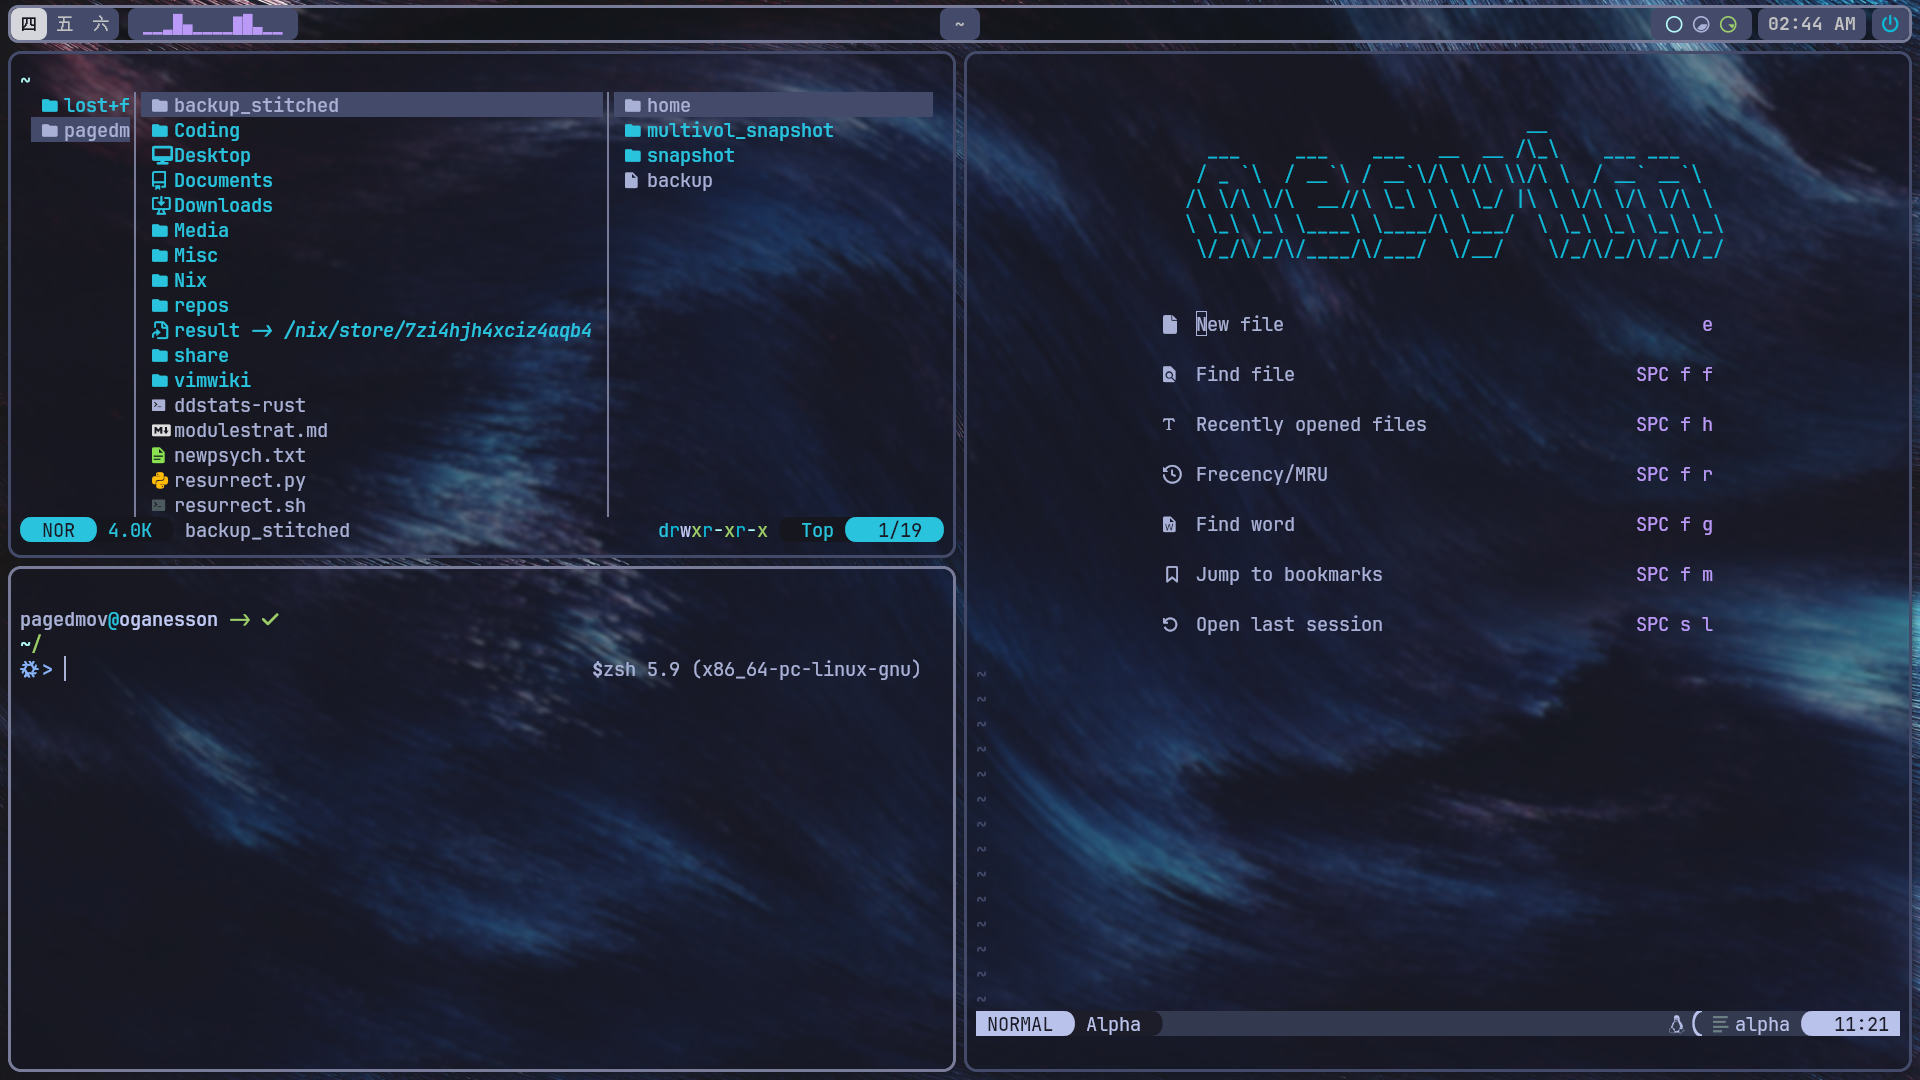 四 五 六
~
02:44 AM
~
lost+f
pagedm
backup_stitched
Coding
Desktop
Documents
Downloads
Media
Misc
Nix
repos
result -> /nix/store/7zi4hjh4xciz4aqb4
share
vimwiki
ddstats-rust
modulestrat.md
newpsych.txt
resurrect.py
resurrect.sh
home
multivol_snapshot
snapshot
backup
NOR 4.0K backup_stitched drwxr-xr-x Top 1/19
pagedmov@oganesson -> ✓
~/
> $zsh 5.9 (x86_64-pc-linux-gnu)
neovim
New file e
Find file SPC f f
Recently opened files SPC f h
Frecency/MRU SPC f r
Find word SPC f g
Jump to bookmarks SPC f m
Open last session SPC s l
~
~
~
~
~
~
~
~
~
~
~
~
~
~
NORMAL Alpha alpha 11:21